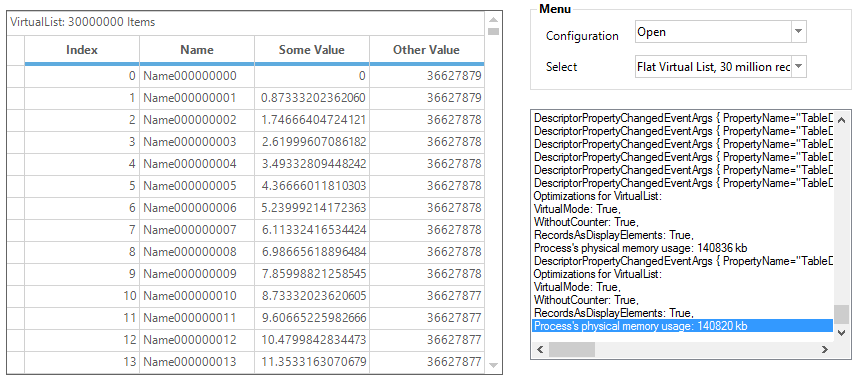 VirtualList: 30000000 Items
Index Name Some Value Other Value
0 Name000000000 0 36627879
1 Name000000001 0.87333202362060 36627879
2 Name000000002 1.74666404724121 36627878
3 Name000000003 2.61999607086182 36627878
4 Name000000004 3.49332809448242 36627878
5 Name000000005 4.36666011810303 36627878
6 Name000000006 5.23999214172363 36627878
7 Name000000007 6.11332416534424 36627878
8 Name000000008 6.98665618896484 36627878
9 Name000000009 7.85998821258545 36627878
10 Name000000010 8.73332023620605 36627877
11 Name000000011 9.60665225982666 36627877
12 Name000000012 10.4799842834473 36627877
13 Name000000013 11.3533163070679 36627877
Menu
Configuration Open
Select Flat Virtual List, 30 million rec
DescriptorPropertyChangedEventArgs { PropertyName="TableD
DescriptorPropertyChangedEventArgs { PropertyName="TableD
DescriptorPropertyChangedEventArgs { PropertyName="TableD
DescriptorPropertyChangedEventArgs { PropertyName="TableD
DescriptorPropertyChangedEventArgs { PropertyName="TableD
DescriptorPropertyChangedEventArgs { PropertyName="TableD
Optimizations for VirtualList:
VirtualMode: True,
WithoutCounter: True,
RecordsAsDisplayElements: True,
Process's physical memory usage: 140836 kb
DescriptorPropertyChangedEventArgs { PropertyName="TableD
Optimizations for VirtualList:
VirtualMode: True,
WithoutCounter: True,
RecordsAsDisplayElements: True,
Process's physical memory usage: 140820 kb